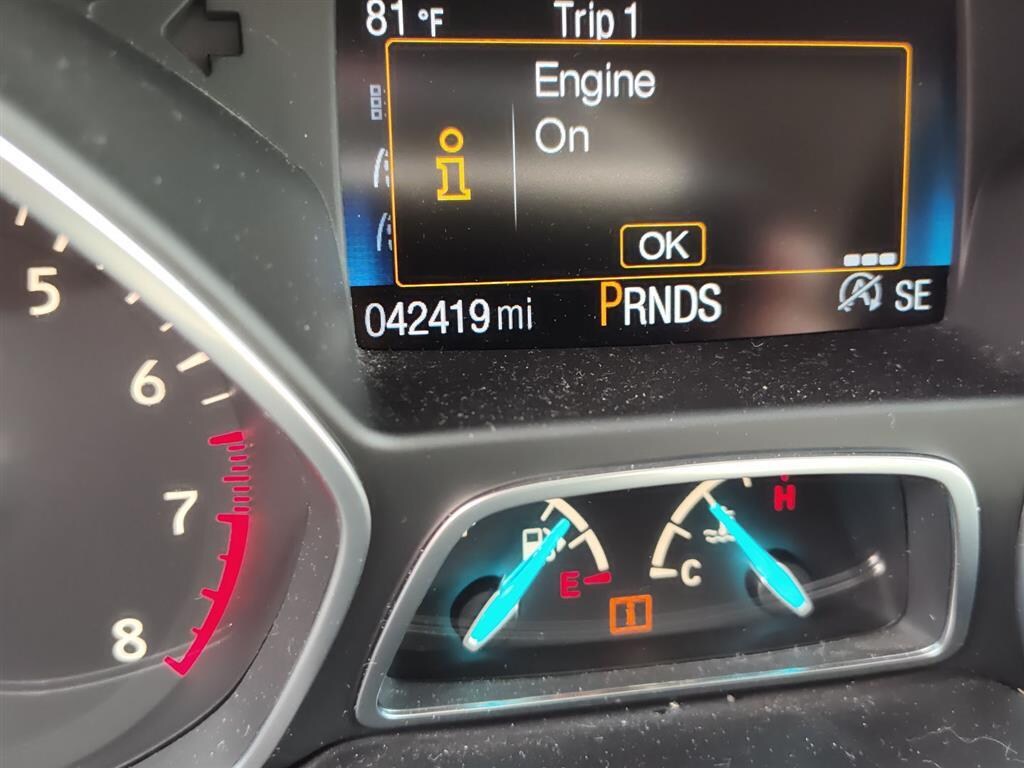 81 °F
Trip 1
Engine
On
i
OK
042419 mi
PRNDS
SE
5
6
7
8
E
C
H